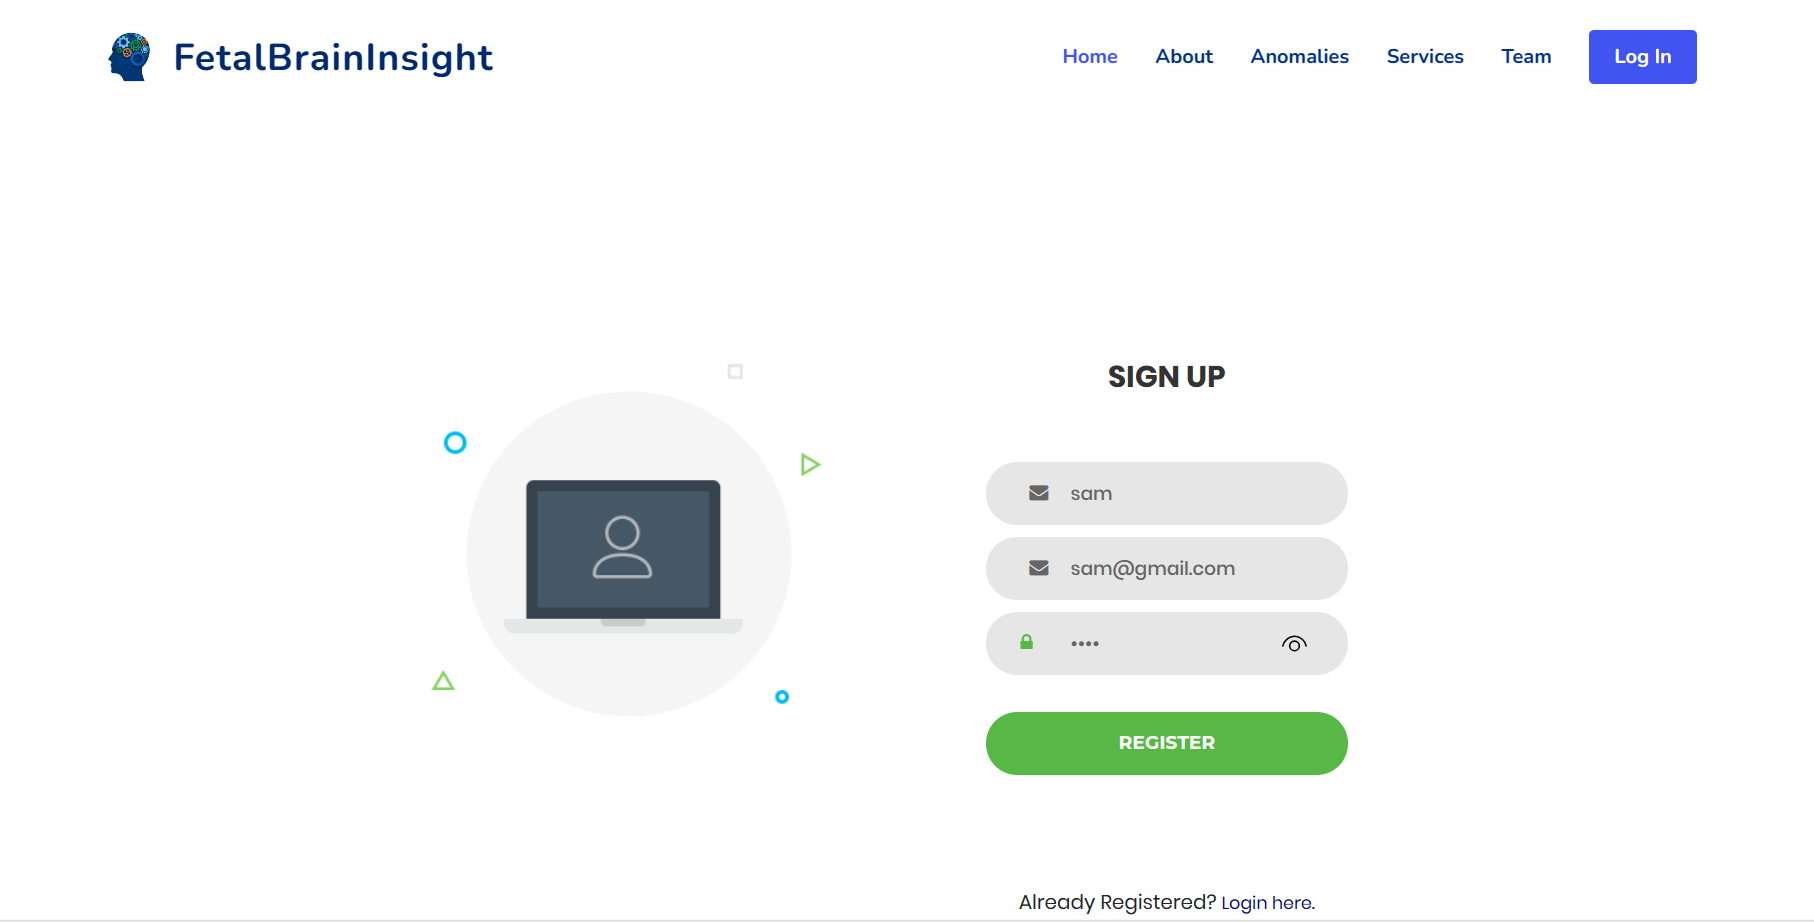 FetalBrainInsight
Home About Anomalies Services Team Log In
SIGN UP
sam
sam@gmail.com
••••
REGISTER
Already Registered? Login here.